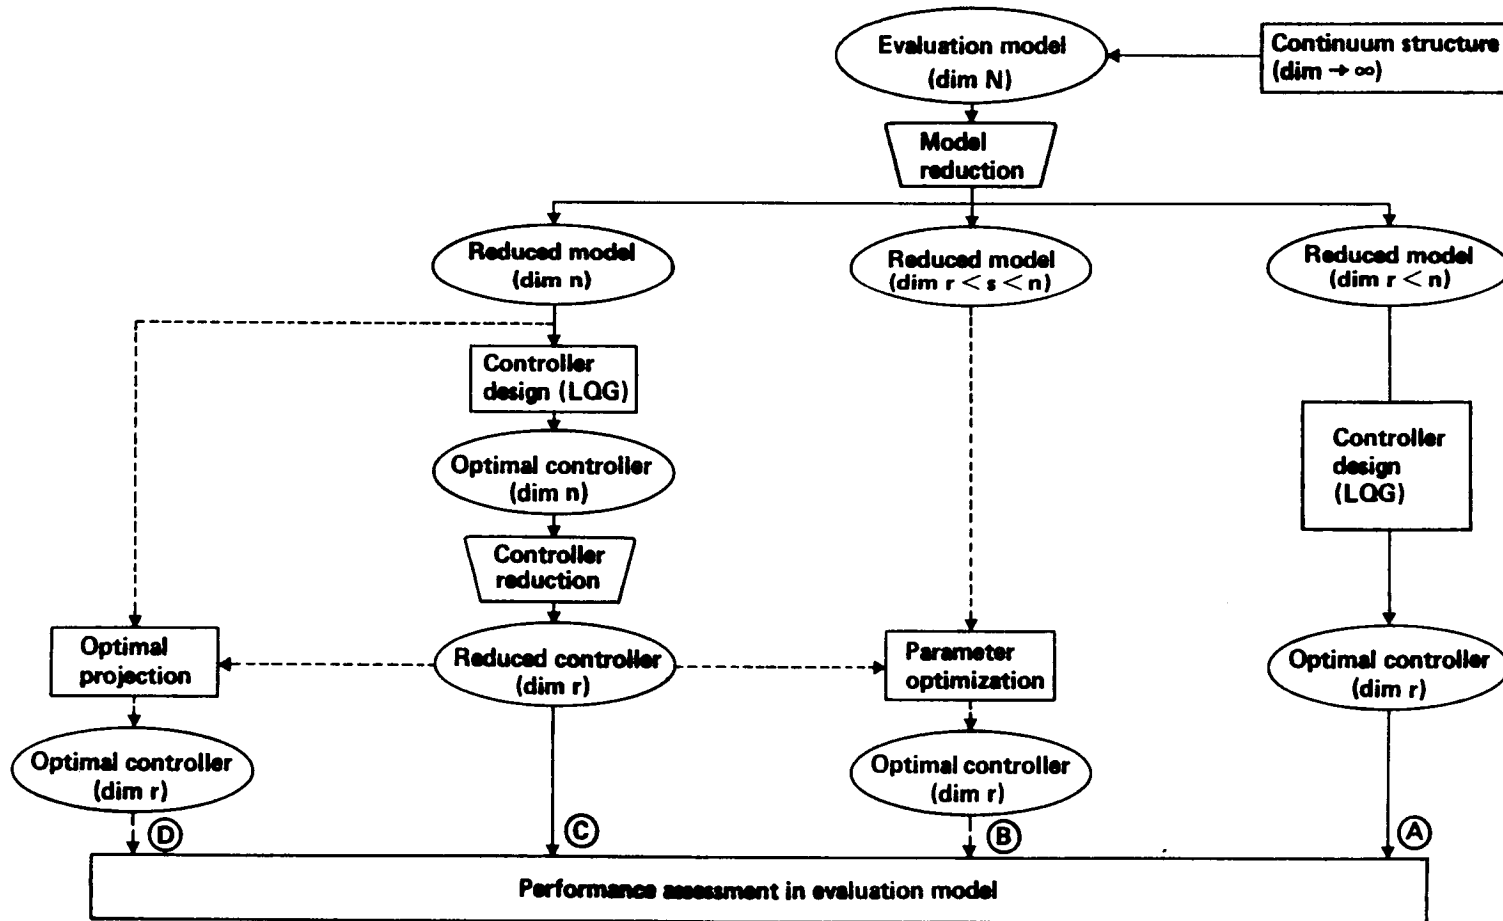 Evaluation model
(dim N)
Continuum structure
(dim → ∞)
Model
reduction
Reduced model
(dim n)
Reduced model
(dim r < s < n)
Reduced model
(dim r < n)
Controller
design (LQG)
Controller
design
(LQG)
Optimal controller
(dim n)
Controller
reduction
Optimal
projection
Reduced controller
(dim r)
Parameter
optimization
Optimal controller
(dim r)
Optimal controller
(dim r)
Optimal controller
(dim r)
D
C
B
A
Performance assessment in evaluation model